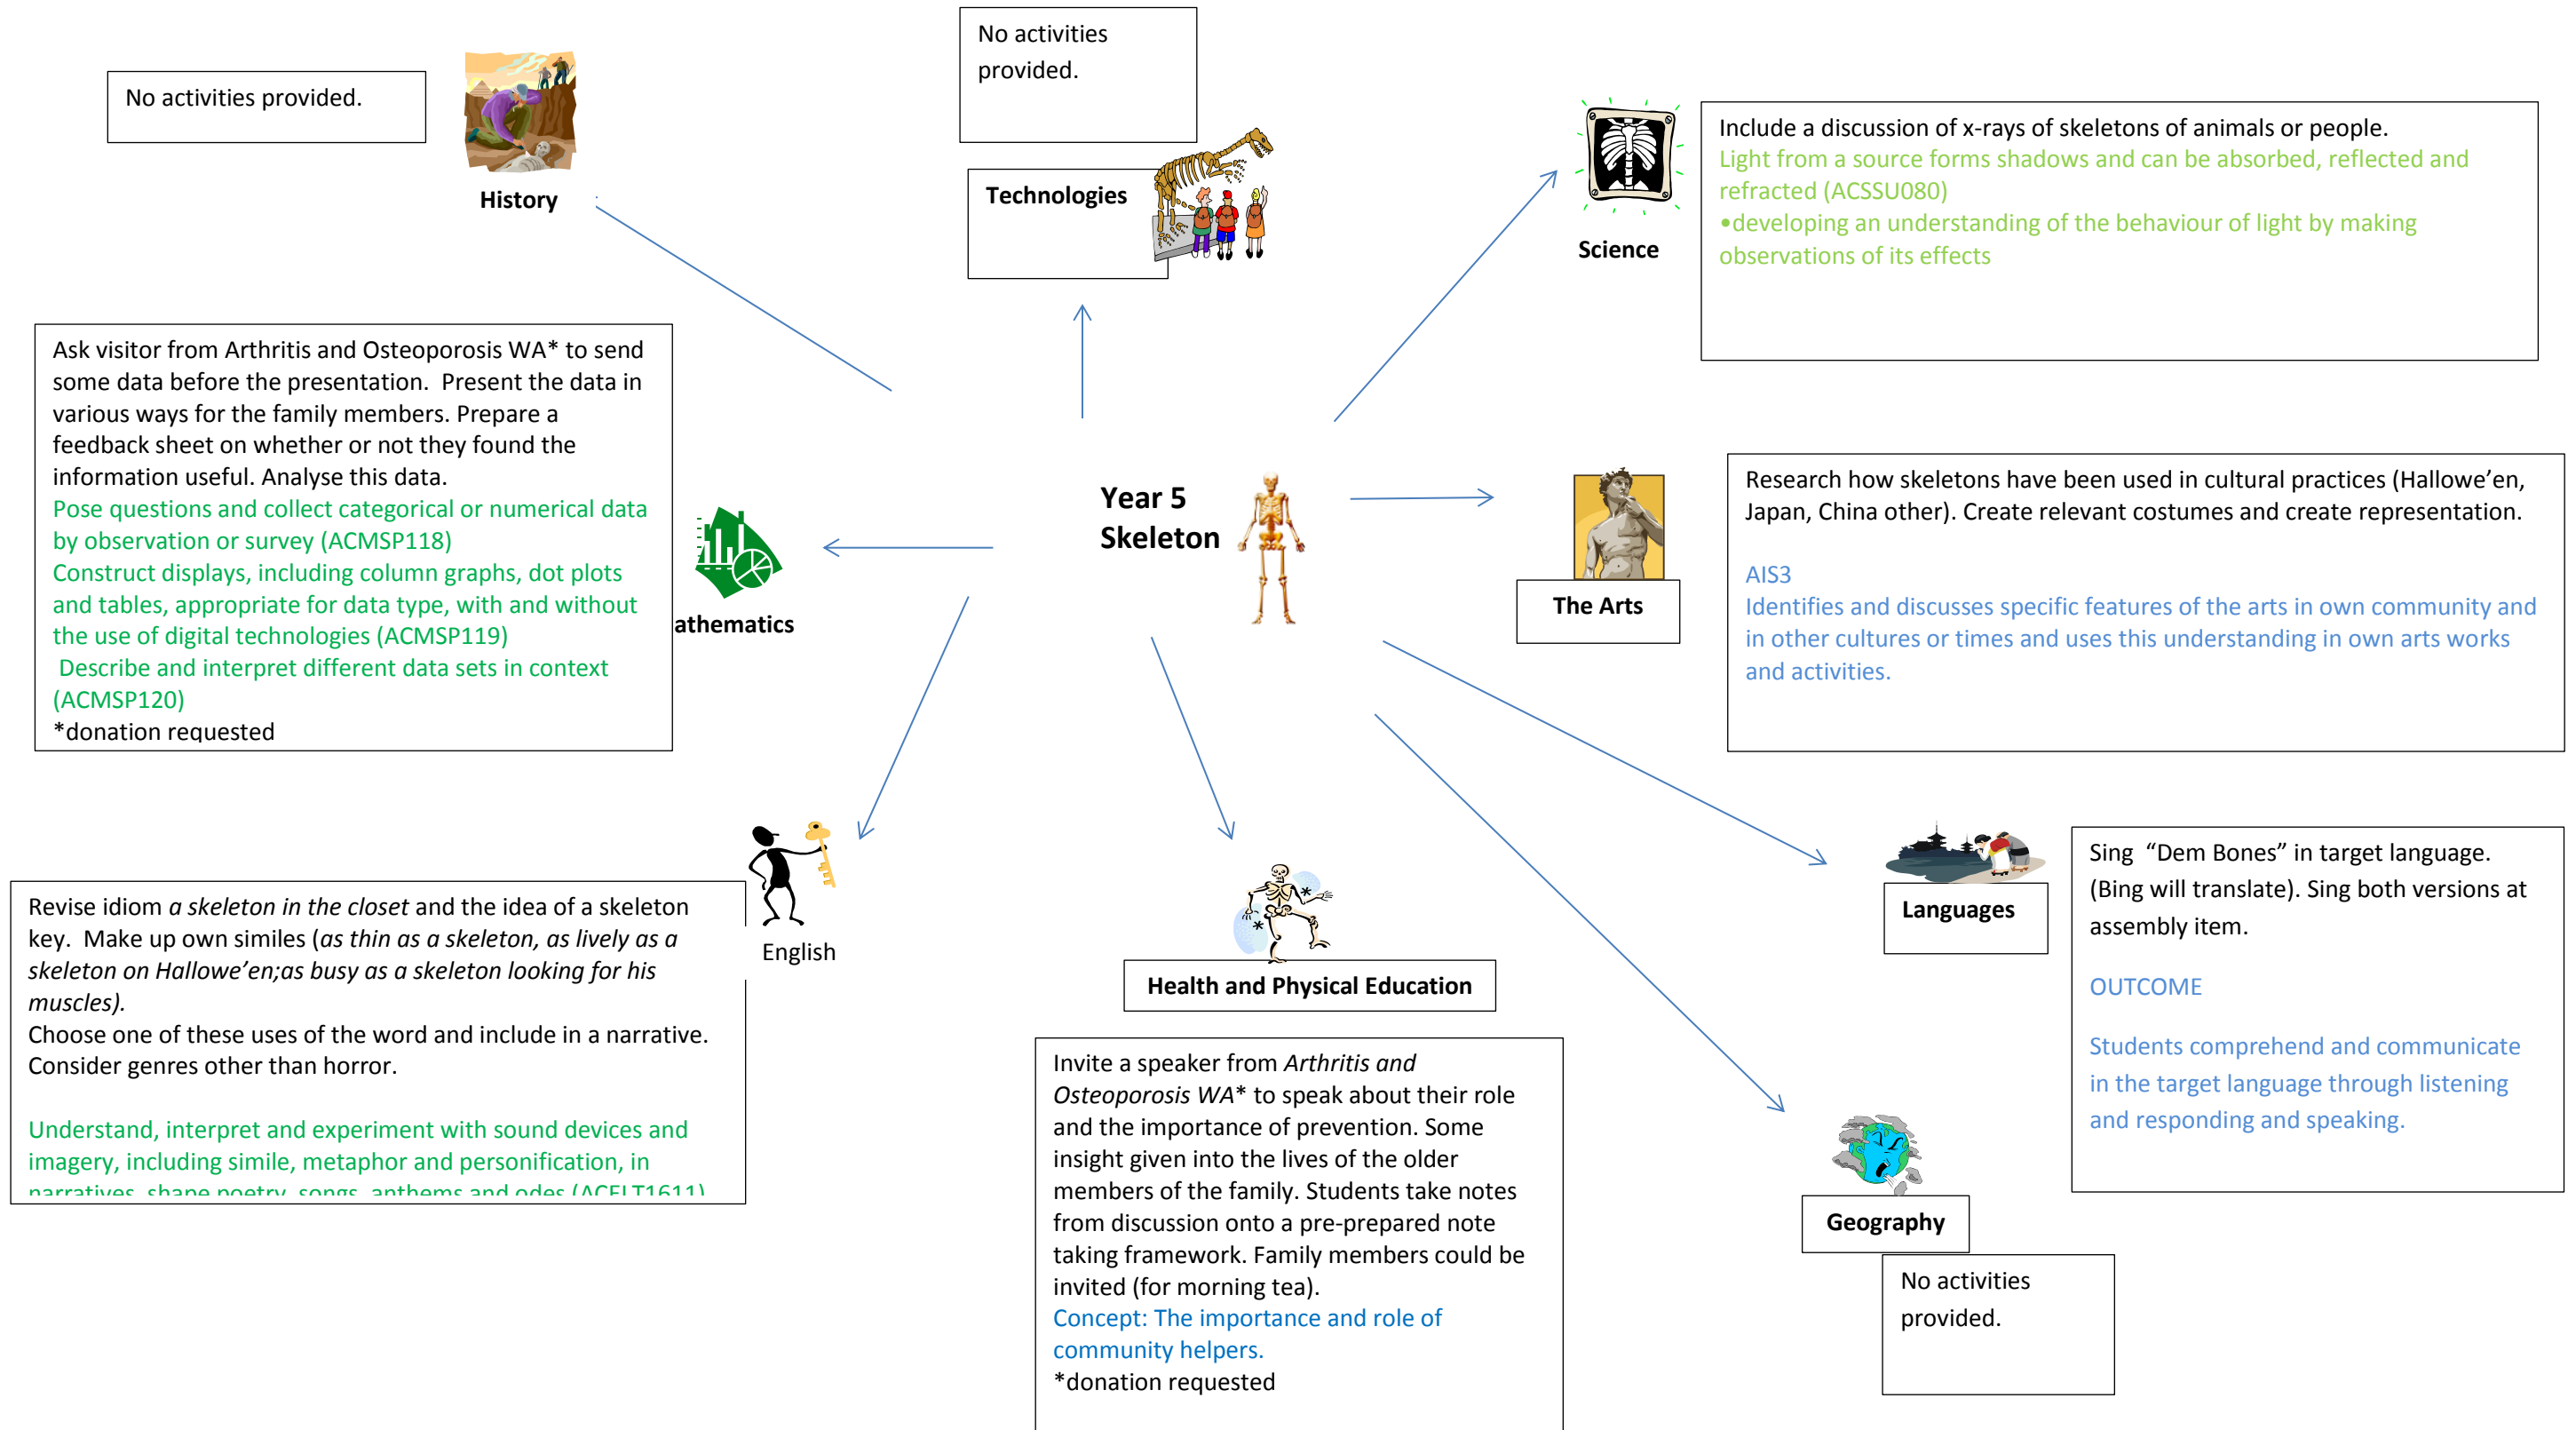 No activities provided.
History
No activities
provided.
Technologies
Science
Include a discussion of x-rays of skeletons of animals or people.
Light from a source forms shadows and can be absorbed, reflected and
refracted (ACSSU080)
•developing an understanding of the behaviour of light by making
observations of its effects
Ask visitor from Arthritis and Osteoporosis WA* to send
some data before the presentation.  Present the data in
various ways for the family members. Prepare a
feedback sheet on whether or not they found the
information useful. Analyse this data.
Pose questions and collect categorical or numerical data
by observation or survey (ACMSP118)
Construct displays, including column graphs, dot plots
and tables, appropriate for data type, with and without
the use of digital technologies (ACMSP119)
Describe and interpret different data sets in context
(ACMSP120)
*donation requested
athematics
Year 5
Skeleton
The Arts
Research how skeletons have been used in cultural practices (Hallowe’en,
Japan, China other). Create relevant costumes and create representation.
AIS3
Identifies and discusses specific features of the arts in own community and
in other cultures or times and uses this understanding in own arts works
and activities.
Revise idiom a skeleton in the closet and the idea of a skeleton
key.  Make up own similes (as thin as a skeleton, as lively as a
skeleton on Hallowe’en;as busy as a skeleton looking for his
muscles).
Choose one of these uses of the word and include in a narrative.
Consider genres other than horror.
Understand, interpret and experiment with sound devices and
imagery, including simile, metaphor and personification, in
narratives, shape poetry, songs, anthems and odes (ACELT1611)
English
Health and Physical Education
Invite a speaker from Arthritis and
Osteoporosis WA* to speak about their role
and the importance of prevention. Some
insight given into the lives of the older
members of the family. Students take notes
from discussion onto a pre-prepared note
taking framework. Family members could be
invited (for morning tea).
Concept: The importance and role of
community helpers.
*donation requested
Languages
Sing  “Dem Bones” in target language.
(Bing will translate). Sing both versions at
assembly item.
OUTCOME
Students comprehend and communicate
in the target language through listening
and responding and speaking.
Geography
No activities
provided.